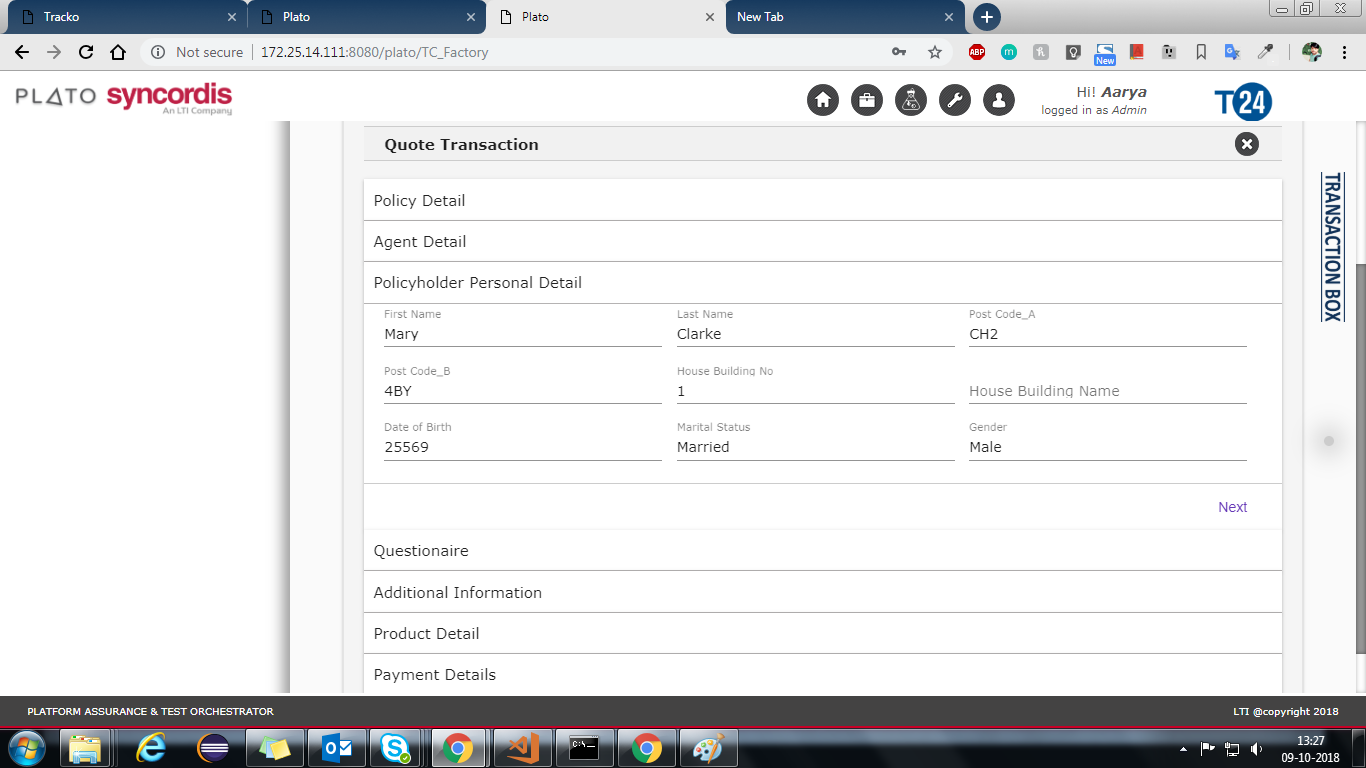 Tracko
Plato
Plato
New Tab
Not secure 172.25.14.111:8080/plato/TC_Factory
ABP
m
New
PLATO syncordis
An LTI Company
Hi! Aarya
logged in as Admin
T24
Quote Transaction
Policy Detail
Agent Detail
Policyholder Personal Detail
First Name Last Name Post Code_A
Mary Clarke CH2
Post Code_B House Building No
4BY 1 House Building Name
Date of Birth Marital Status Gender
25569 Married Male
Next
Questionaire
Additional Information
Product Detail
Payment Details
TRANSACTION BOX
PLATFORM ASSURANCE & TEST ORCHESTRATOR LTI @copyright 2018
13:27
09-10-2018